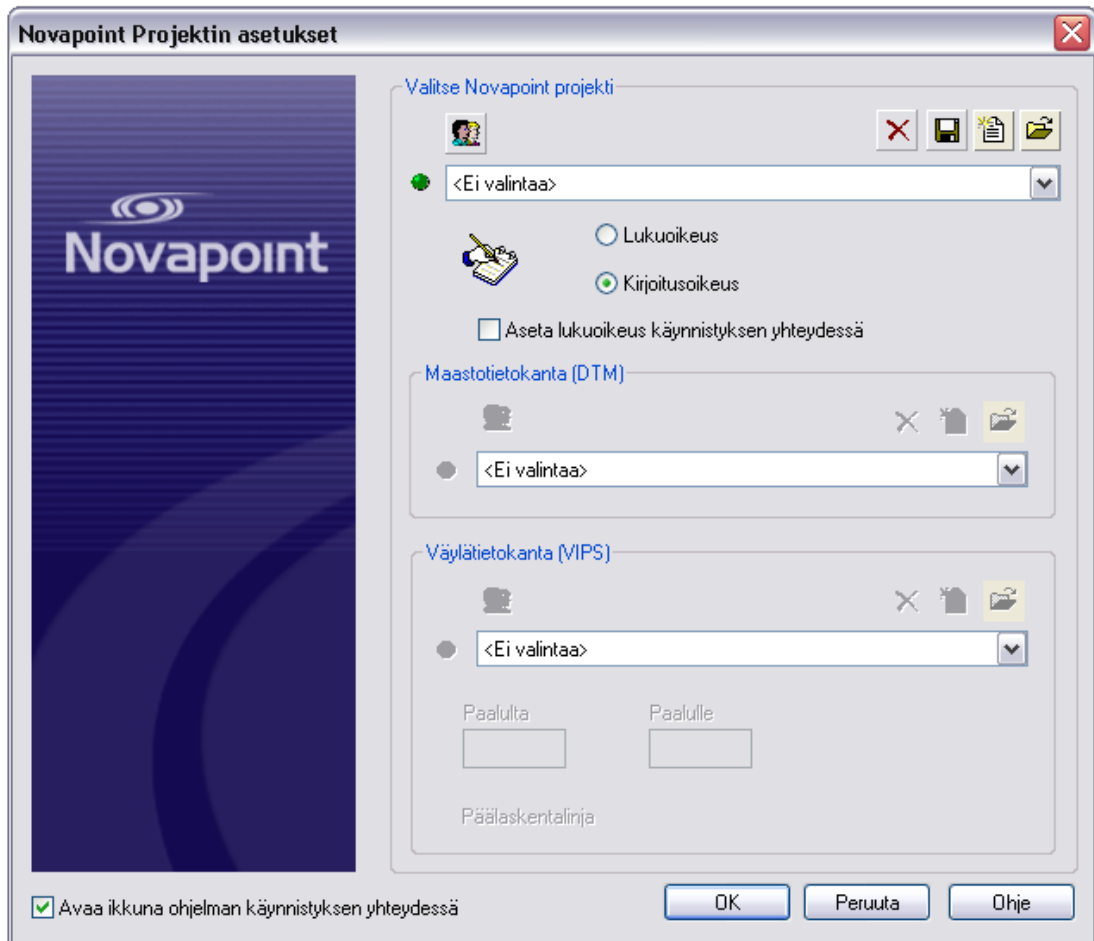 Novapoint Projektin asetukset
Valitse Novapoint projekti
<Ei valintaa>
Novapoint
Lukuoikeus
Kirjoitusoikeus
Aseta lukuoikeus käynnistyksen yhteydessä
Maastotietokanta (DTM)
<Ei valintaa>
Väylätietokanta (VIPS)
<Ei valintaa>
Paalulta Paalulle
Päälaskentalinja
Avaa ikkuna ohjelman käynnistyksen yhteydessä
OK Peruuta Ohje